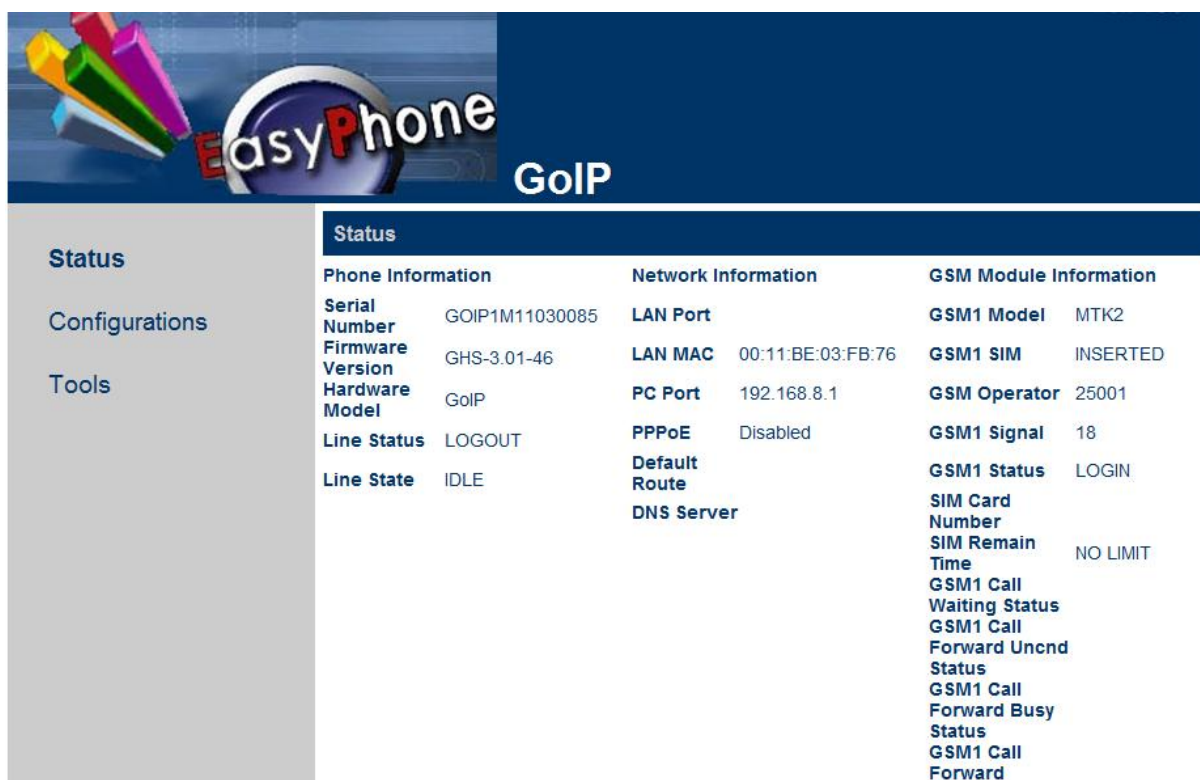 EasyPhone
GoIP
Status
Configurations
Tools
Status
Phone Information
Serial
Number
GOIP1M11030085
Firmware
Version
GHS-3.01-46
Hardware
Model
GoIP
Line Status LOGOUT
Line State IDLE
Network Information
LAN Port
LAN MAC 00:11:BE:03:FB:76
PC Port 192.168.8.1
PPPoE Disabled
Default
Route
DNS Server
GSM Module Information
GSM1 Model MTK2
GSM1 SIM INSERTED
GSM Operator 25001
GSM1 Signal 18
GSM1 Status LOGIN
SIM Card
Number
SIM Remain
Time
NO LIMIT
GSM1 Call
Waiting Status
GSM1 Call
Forward Uncnd
Status
GSM1 Call
Forward Busy
Status
GSM1 Call
Forward